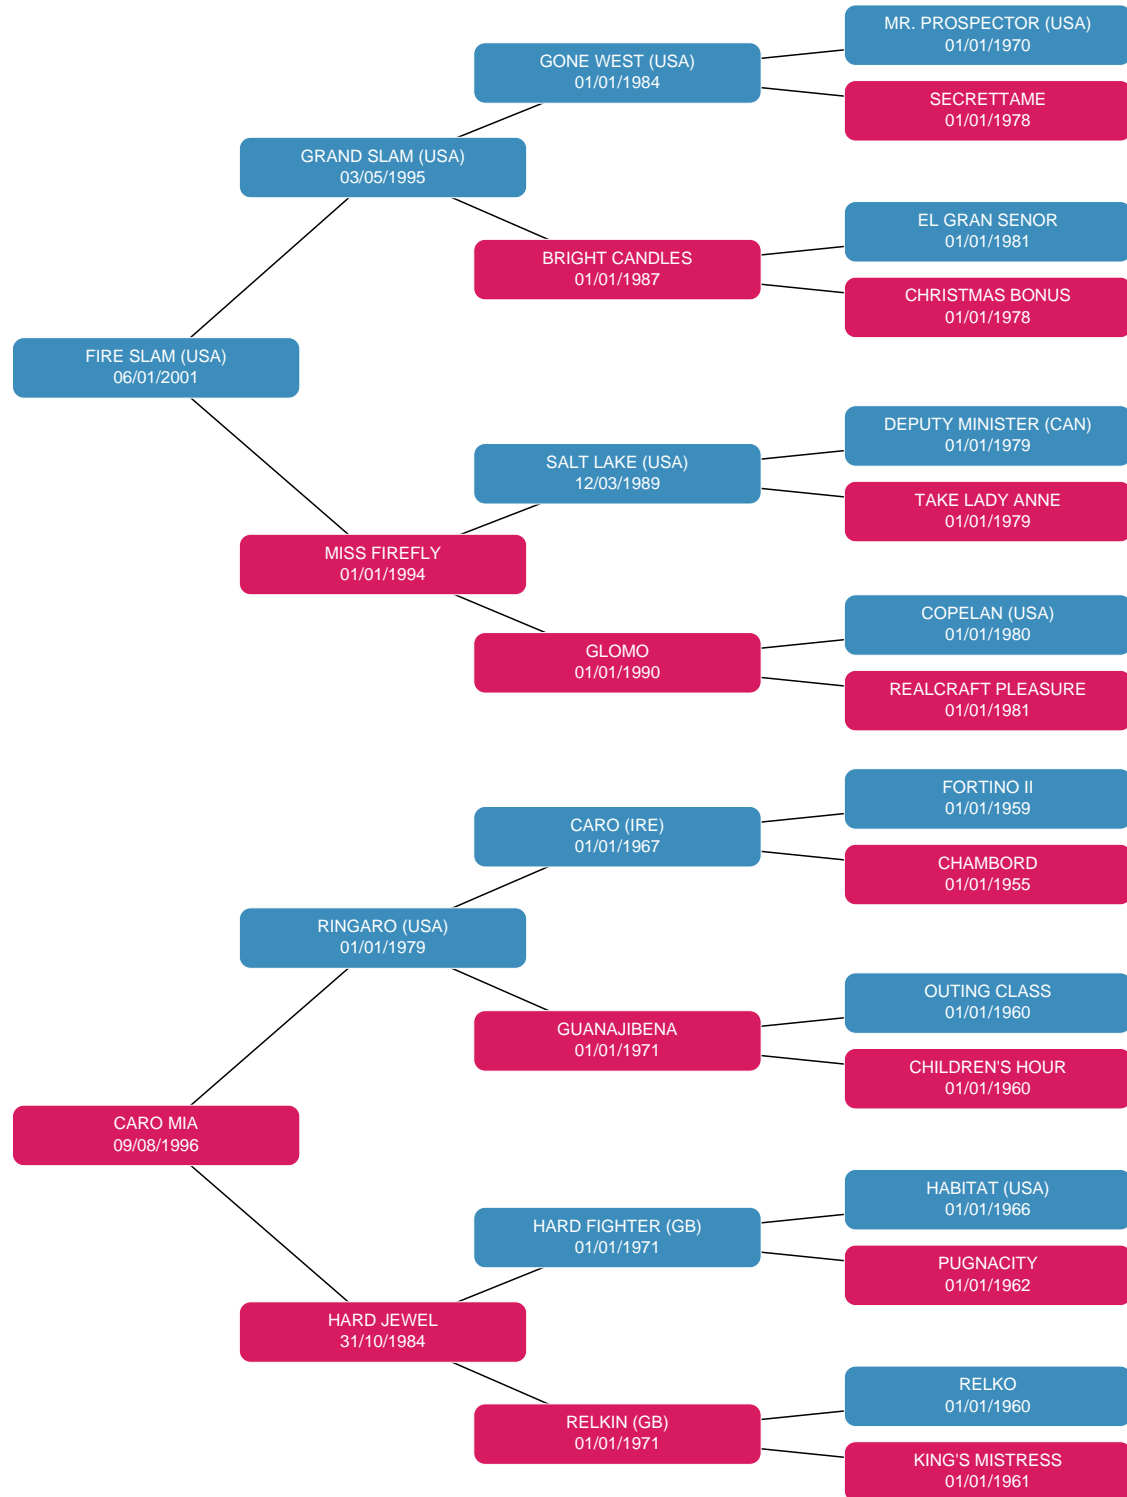 MR. PROSPECTOR (USA)
01/01/1970
GONE WEST (USA)
01/01/1984
SECRETTAME
01/01/1978
GRAND SLAM (USA)
03/05/1995
EL GRAN SENOR
01/01/1981
BRIGHT CANDLES
01/01/1987
CHRISTMAS BONUS
01/01/1978
FIRE SLAM (USA)
06/01/2001
DEPUTY MINISTER (CAN)
01/01/1979
SALT LAKE (USA)
12/03/1989
TAKE LADY ANNE
01/01/1979
MISS FIREFLY
01/01/1994
COPELAN (USA)
01/01/1980
GLOMO
01/01/1990
REALCRAFT PLEASURE
01/01/1981
FORTINO II
01/01/1959
CARO (IRE)
01/01/1967
CHAMBORD
01/01/1955
RINGARO (USA)
01/01/1979
OUTING CLASS
01/01/1960
GUANAJIBENA
01/01/1971
CHILDREN'S HOUR
01/01/1960
CARO MIA
09/08/1996
HABITAT (USA)
01/01/1966
HARD FIGHTER (GB)
01/01/1971
PUGNACITY
01/01/1962
HARD JEWEL
31/10/1984
RELKO
01/01/1960
RELKIN (GB)
01/01/1971
KING'S MISTRESS
01/01/1961